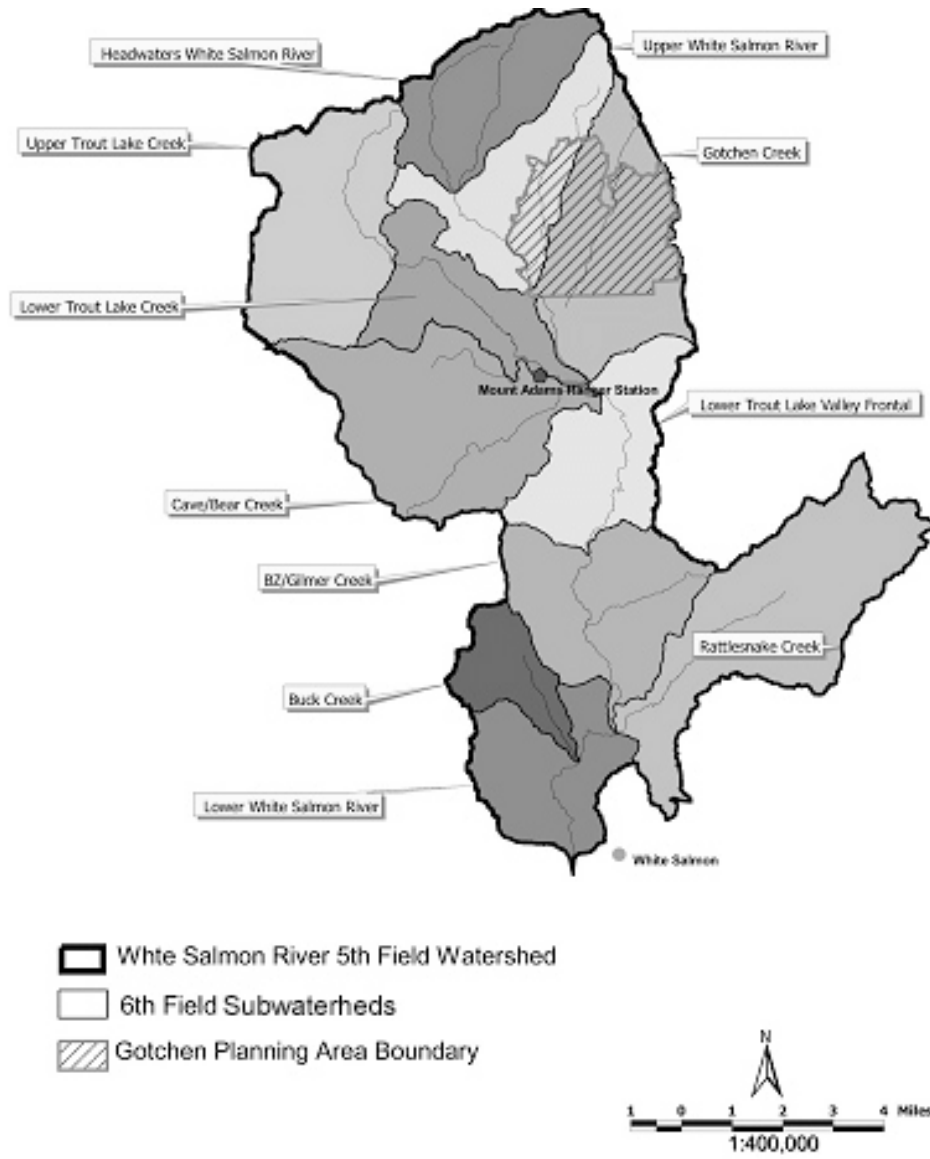 Headwaters White Salmon River
Upper White Salmon River
Upper Trout Lake Creek
Gotchen Creek
Lower Trout Lake Creek
Mount Adams Ranger Station
Lower Trout Lake Valley Frontal
Cave/Bear Creek
BZ/Gilmer Creek
Rattlesnake Creek
Buck Creek
Lower White Salmon River
White Salmon
Whte Salmon River 5th Field Watershed
6th Field Subwaterheds
Gotchen Planning Area Boundary
N
1 0 1 2 3 4 Miles
1:400,000